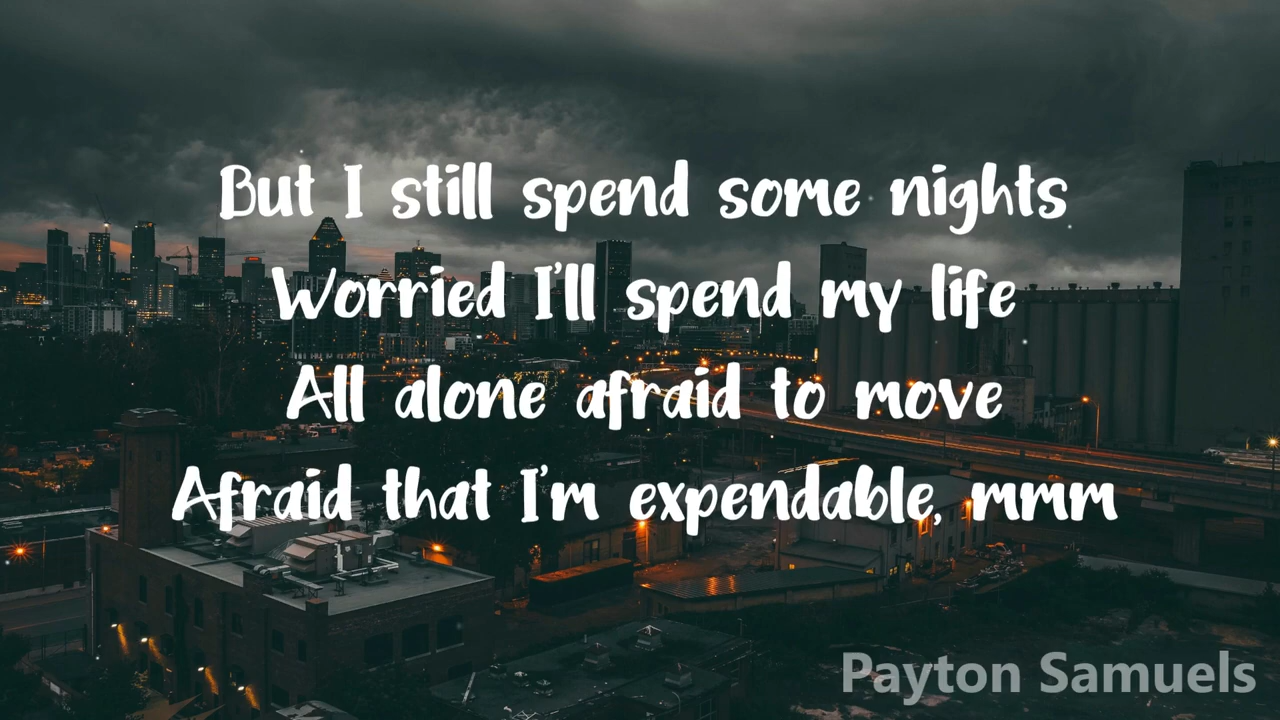 But I still spend some nights
Worried I'll spend my life
All alone afraid to move
Afraid that I'm expendable, mmm
Payton Samuels